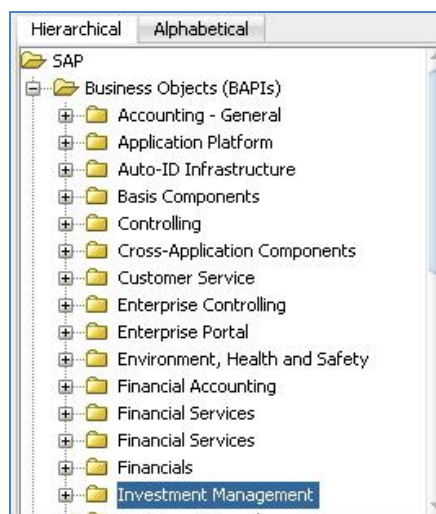 Hierarchical Alphabetical
SAP
Business Objects (BAPIs)
Accounting - General
Application Platform
Auto-ID Infrastructure
Basis Components
Controlling
Cross-Application Components
Customer Service
Enterprise Controlling
Enterprise Portal
Environment, Health and Safety
Financial Accounting
Financial Services
Financial Services
Financials
Investment Management